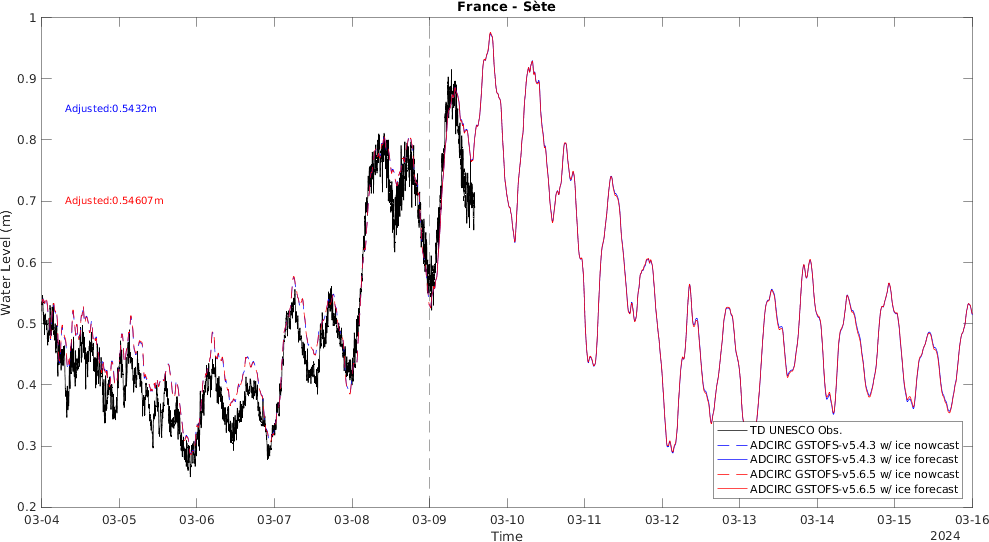 France - Sète
Water Level (m)
1
0.9
0.8
0.7
0.6
0.5
0.4
0.3
0.2
Adjusted:0.5432m
Adjusted:0.54607m
TD UNESCO Obs.
ADCIRC GSTOFS-v5.4.3 w/ ice nowcast
ADCIRC GSTOFS-v5.4.3 w/ ice forecast
ADCIRC GSTOFS-v5.6.5 w/ ice nowcast
ADCIRC GSTOFS-v5.6.5 w/ ice forecast
03-04 03-05 03-06 03-07 03-08 03-09 03-10 03-11 03-12 03-13 03-14 03-15 03-16
Time
2024